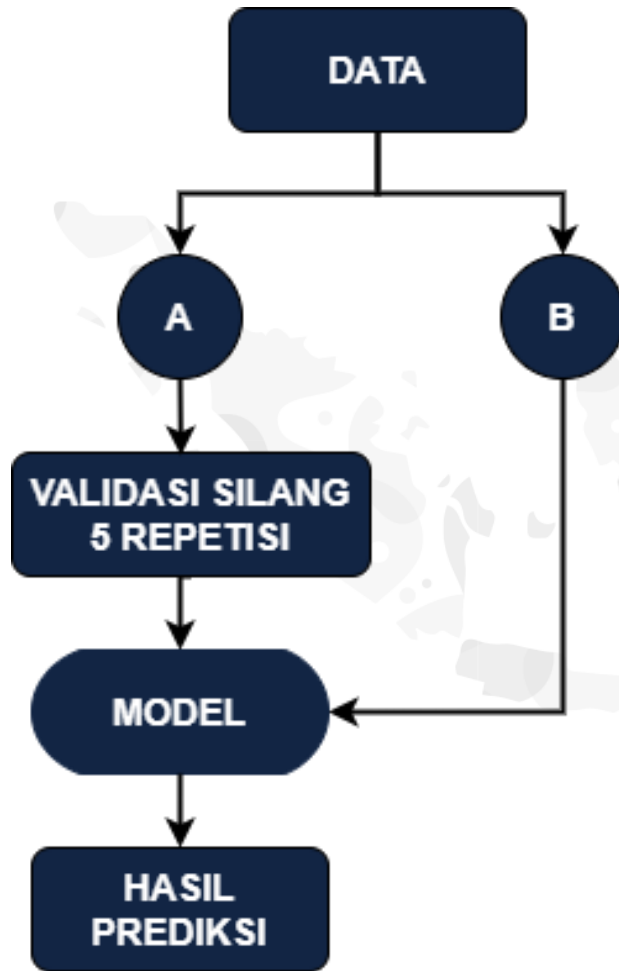 DATA
A
B
VALIDASI SILANG
5 REPETISI
MODEL
HASIL
PREDIKSI